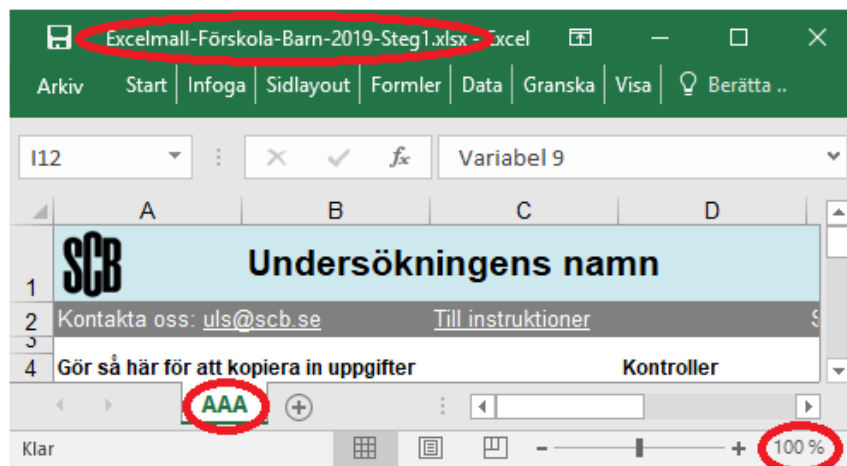 Excelmall-Förskola-Barn-2019-Steg1.xlsx - Excel
Arkiv Start Infoga Sidlayout Formler Data Granska Visa Berätta ..
I12 fx Variabel 9
A B C D
1 SCB Undersökningens namn
2 Kontakta oss: uls@scb.se Till instruktioner S
3
4 Gör så här för att kopiera in uppgifter Kontroller
AAA
Klar 100 %